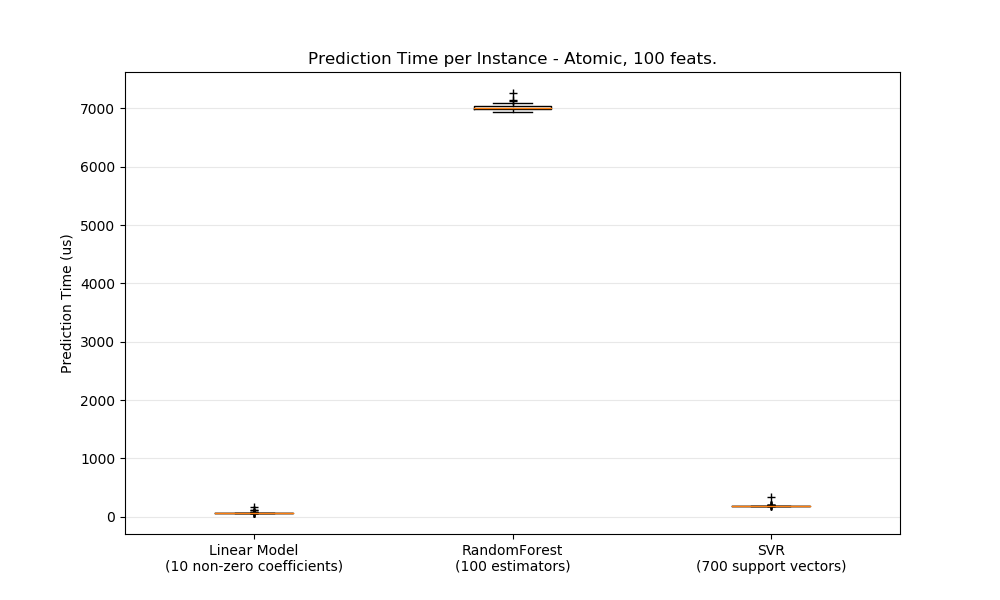 Prediction Time per Instance - Atomic, 100 feats.
Prediction Time (us)
7000
6000
5000
4000
3000
2000
1000
0
Linear Model
(10 non-zero coefficients)
RandomForest
(100 estimators)
SVR
(700 support vectors)